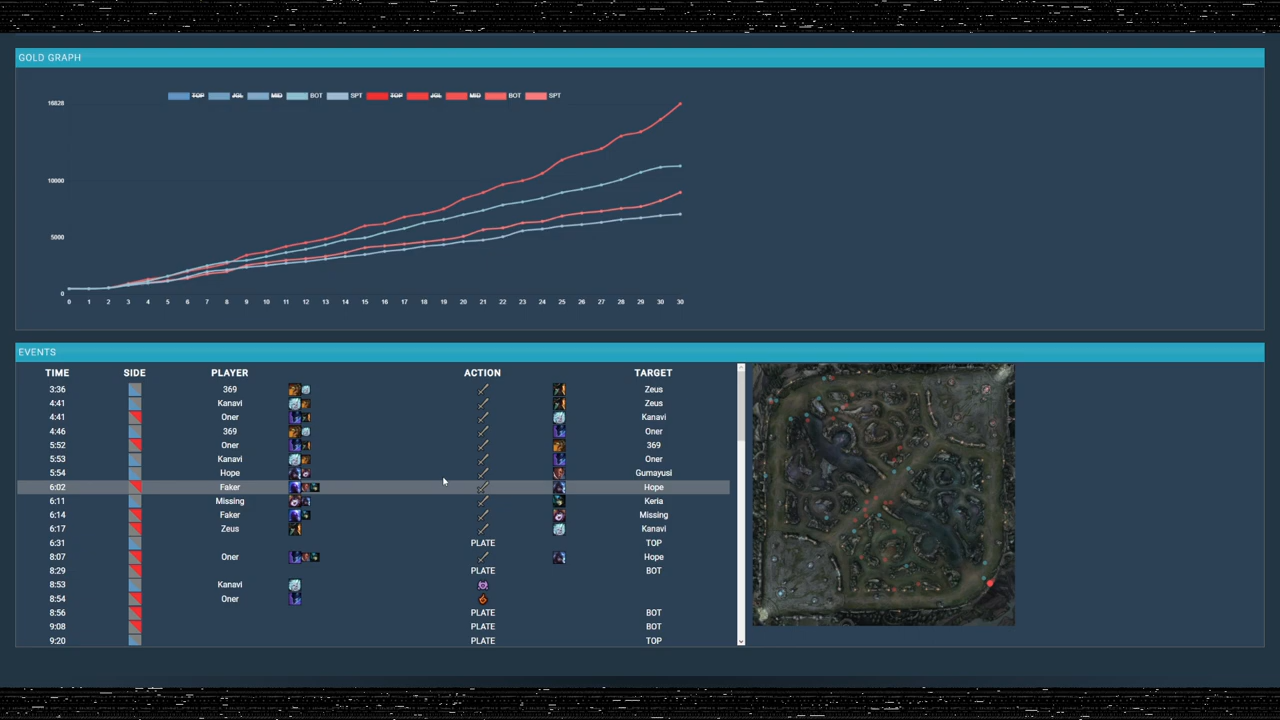 GOLD GRAPH
TOP JGL MID BOT SPT TOP JGL MID BOT SPT
16828
10000
5000
0
0 1 2 3 4 5 6 7 8 9 10 11 12 13 14 15 16 17 18 19 20 21 22 23 24 25 26 27 28 29 30 30
EVENTS
TIME SIDE PLAYER ACTION TARGET
3:36 369 Zeus
4:41 Kanavi Zeus
4:41 Oner Kanavi
4:46 369 Oner
5:52 Oner 369
5:53 Kanavi Oner
5:54 Hope Gumayusi
6:02 Faker Hope
6:11 Missing Keria
6:14 Faker Missing
6:17 Zeus Kanavi
6:31 PLATE TOP
8:07 Oner Hope
8:29 PLATE BOT
8:53 Kanavi
8:54 Oner
8:56 PLATE BOT
9:08 PLATE BOT
9:20 PLATE TOP